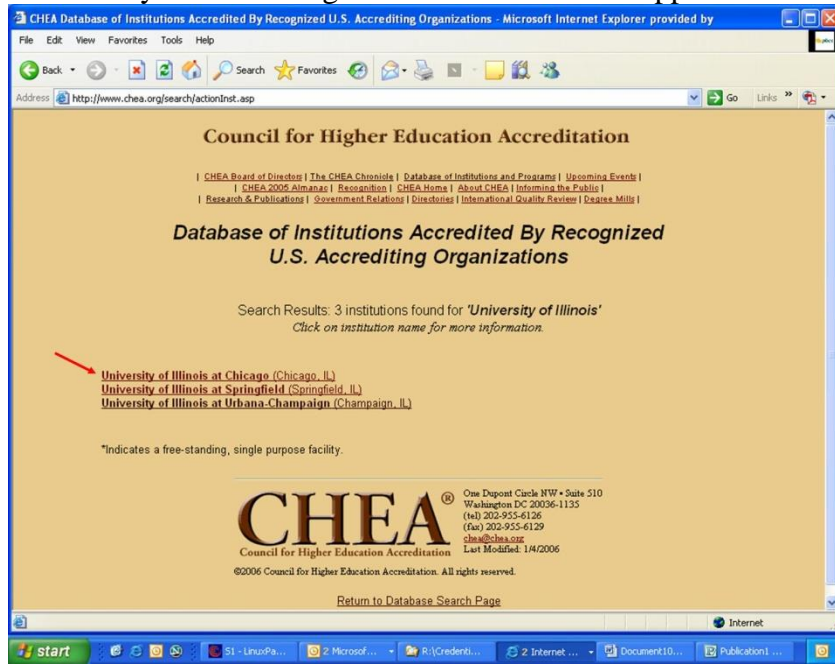 CHEA Database of Institutions Accredited By Recognized U.S. Accrediting Organizations - Microsoft Internet Explorer provided by
File Edit View Favorites Tools Help
Back Search Favorites
Address http://www.chea.org/search/actionInst.asp Go Links »
Council for Higher Education Accreditation
| CHEA Board of Directors | The CHEA Chronicle | Database of Institutions and Programs | Upcoming Events |
| CHEA 2005 Almanac | Recognition | CHEA Home | About CHEA | Informing the Public |
| Research & Publications | Government Relations | Directories | International Quality Review | Degree Mills |
Database of Institutions Accredited By Recognized
U.S. Accrediting Organizations
Search Results: 3 institutions found for 'University of Illinois'
Click on institution name for more information.
University of Illinois at Chicago (Chicago, IL)
University of Illinois at Springfield (Springfield, IL)
University of Illinois at Urbana-Champaign (Champaign, IL)
*Indicates a free-standing, single purpose facility.
CHEA®
Council for Higher Education Accreditation
One Dupont Circle NW • Suite 510
Washington DC 20036-1135
(tel) 202-955-6126
(fax) 202-955-6129
chea@chea.org
Last Modified: 1/4/2006
©2006 Council for Higher Education Accreditation. All rights reserved.
Return to Database Search Page
Internet
start S1 - LinuxPa... 2 Microsof... R:\Credenti... 2 Internet ... Document10... Publication1 ...